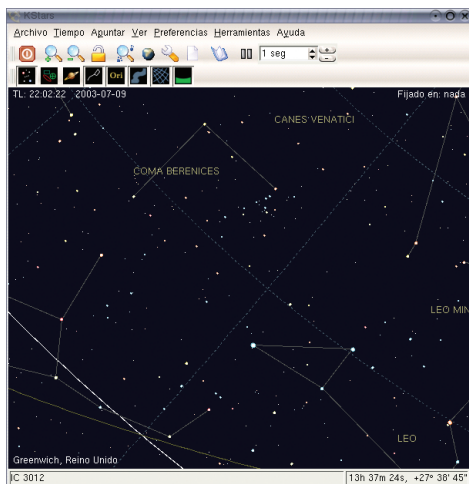 KStars
Archivo Tiempo Apuntar Ver Preferencias Herramientas Ayuda
1 seg
Ori
TL: 22:02:22 2003-07-09 Fijado en: nada
CANES VENATICI
COMA BERENICES
LEO MIN
LEO
Greenwich, Reino Unido
IC 3012 13h 37m 24s, +27° 38' 45"